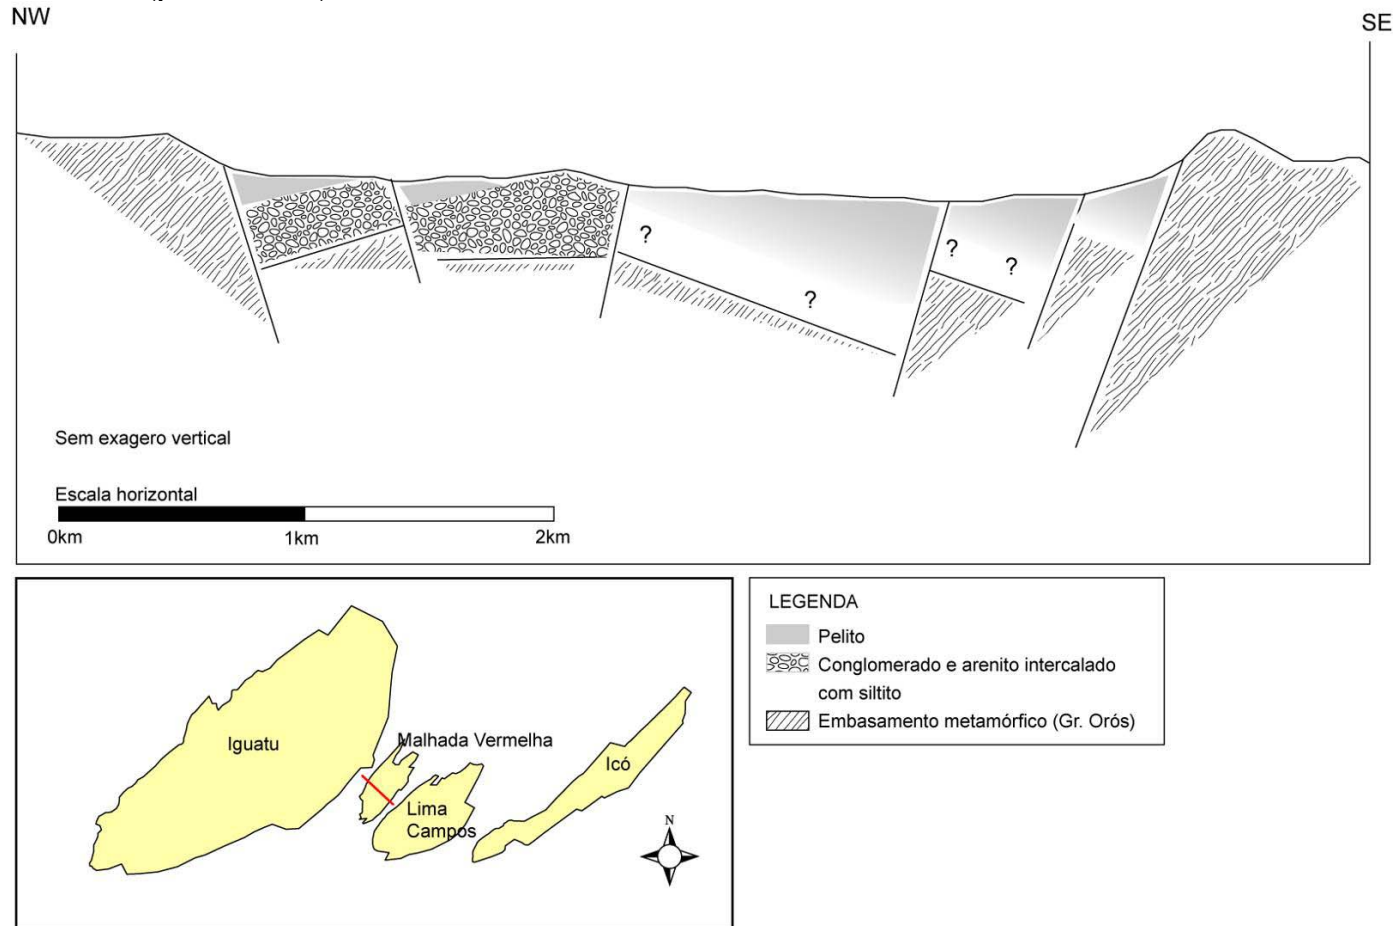 NW
SE
?
?
?
?
Sem exagero vertical
Escala horizontal
0km 1km 2km
LEGENDA
Pelito
Conglomerado e arenito intercalado
com siltito
Embasamento metamórfico (Gr. Orós)
Iguatu
Malhada Vermelha
Icó
Lima
Campos
N